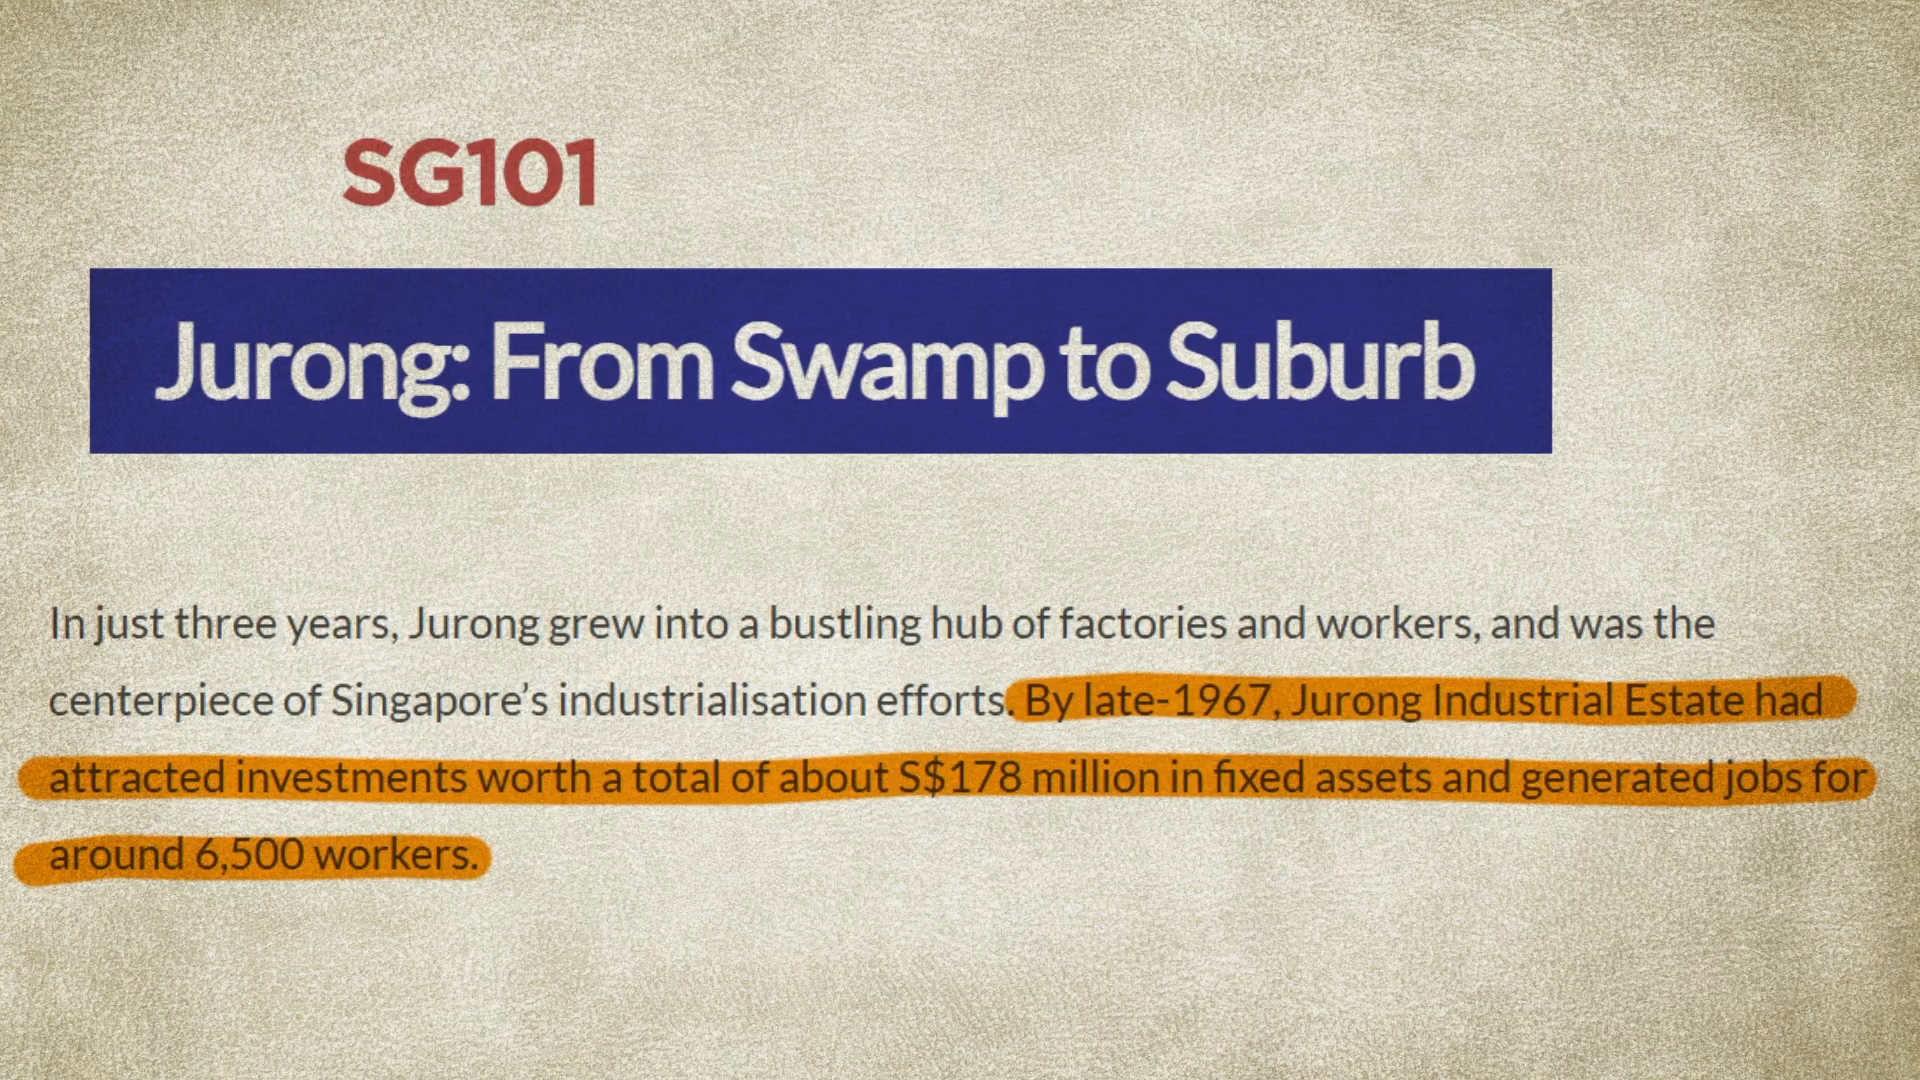 SG101
Jurong: From Swamp to Suburb
In just three years, Jurong grew into a bustling hub of factories and workers, and was the
centerpiece of Singapore’s industrialisation efforts. By late-1967, Jurong Industrial Estate had
attracted investments worth a total of about S$178 million in fixed assets and generated jobs for
around 6,500 workers.